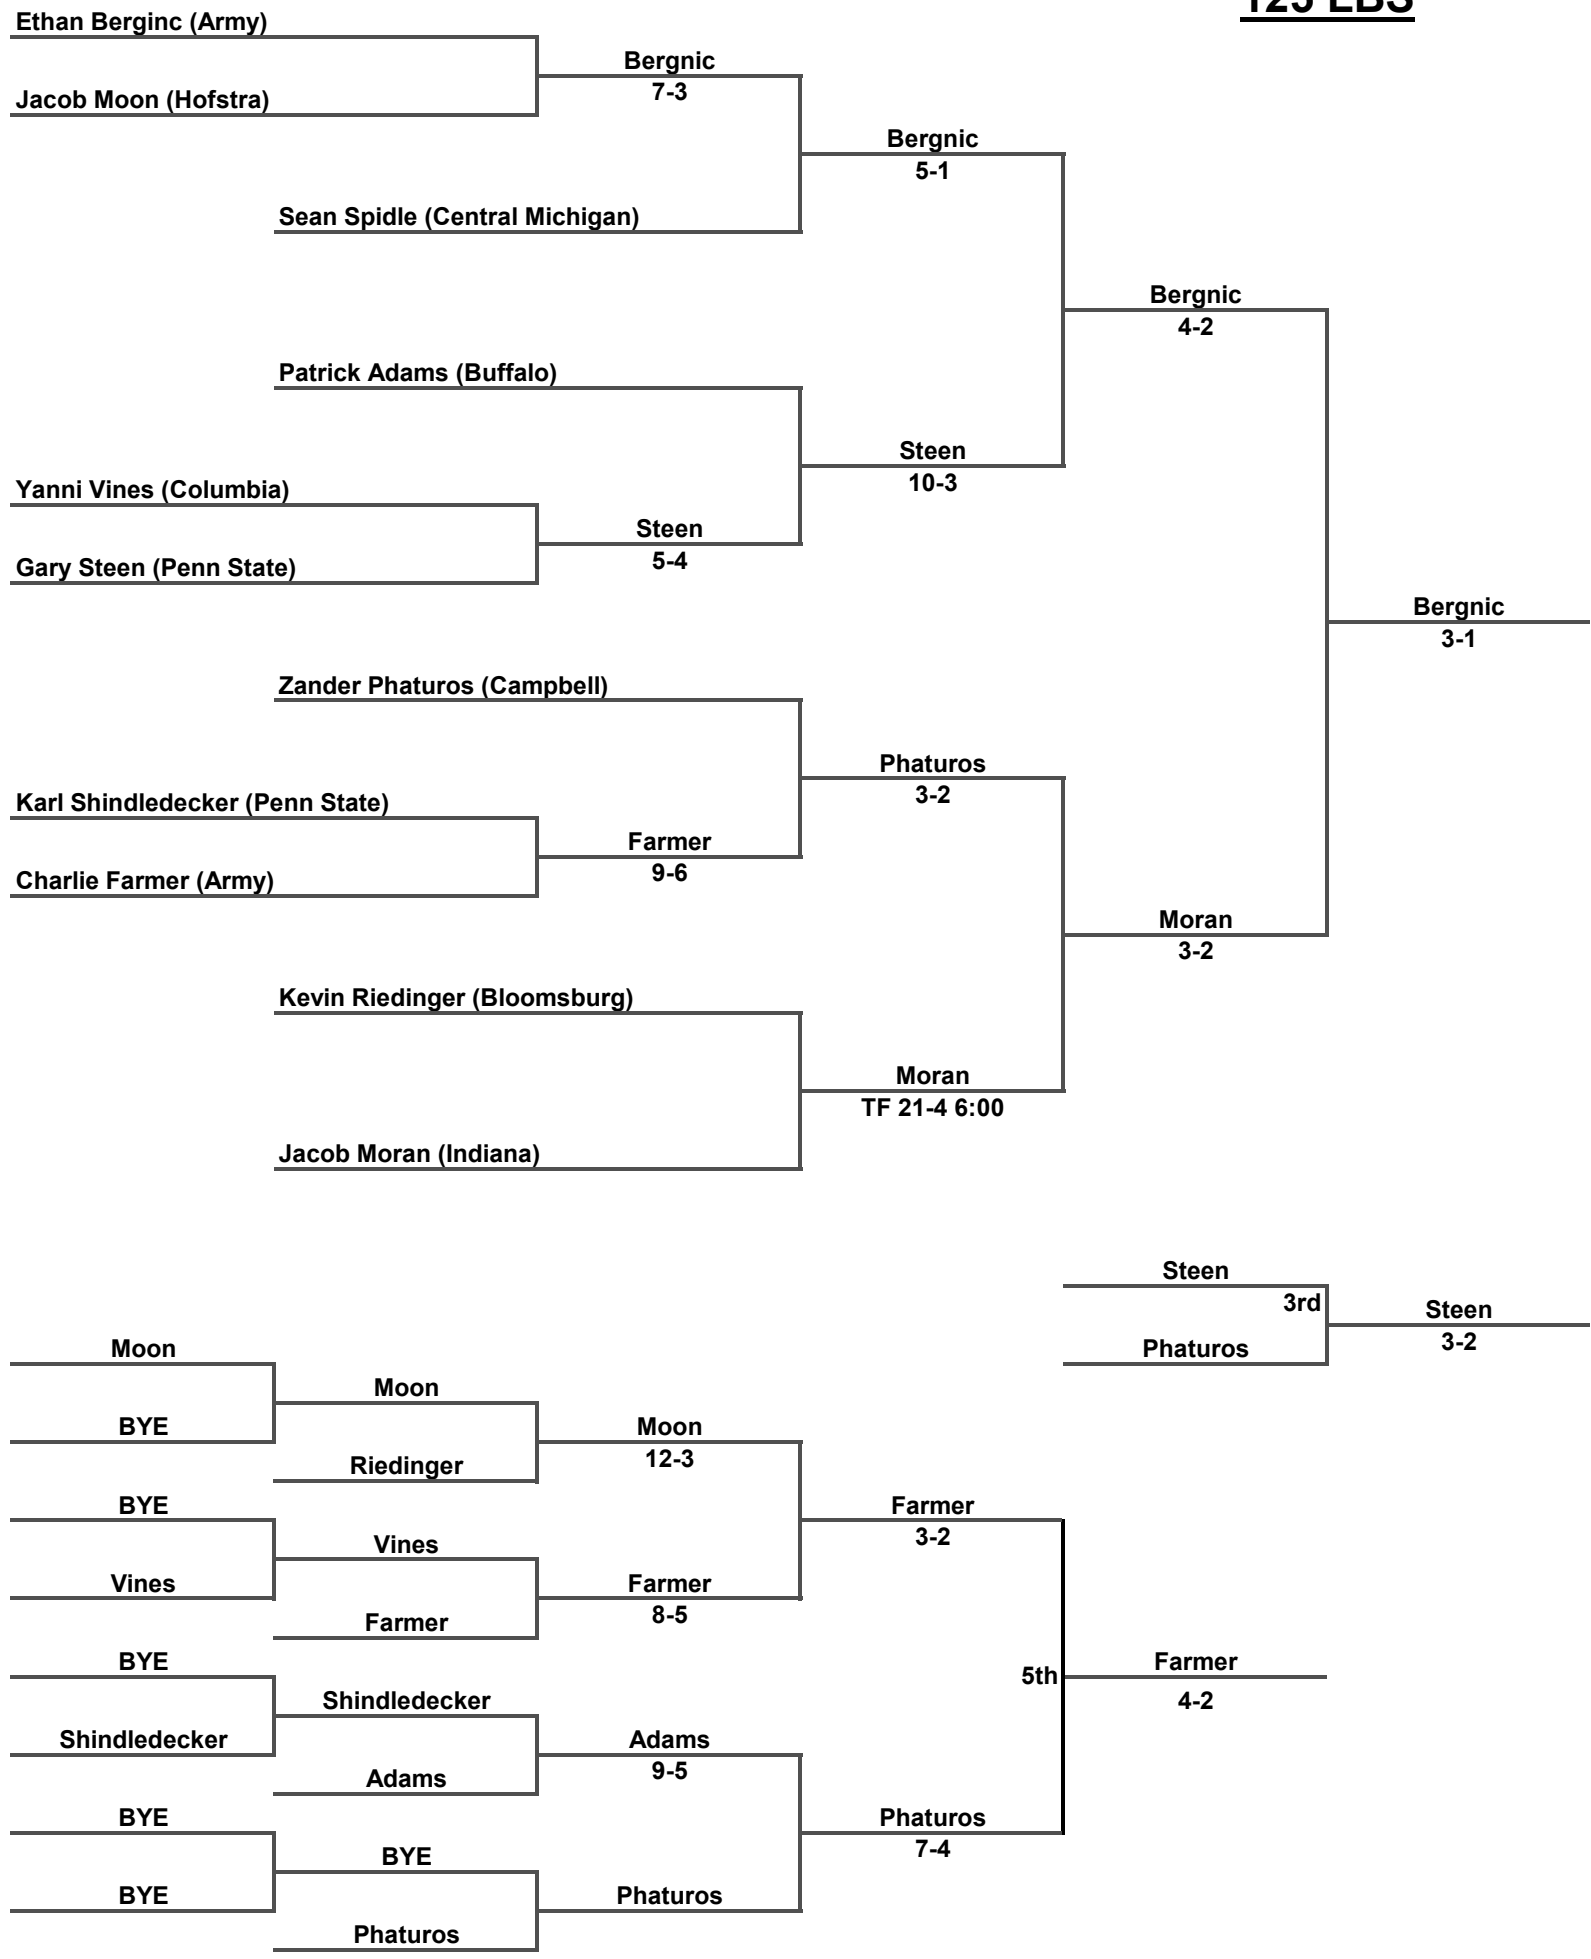 125 LBS
Ethan Berginc (Army)
Bergnic
7-3
Jacob Moon (Hofstra)
Bergnic
5-1
Sean Spidle (Central Michigan)
Bergnic
4-2
Patrick Adams (Buffalo)
Steen
10-3
Yanni Vines (Columbia)
Steen
5-4
Gary Steen (Penn State)
Bergnic
3-1
Zander Phaturos (Campbell)
Phaturos
3-2
Karl Shindledecker (Penn State)
Farmer
9-6
Charlie Farmer (Army)
Moran
3-2
Kevin Riedinger (Bloomsburg)
Moran
TF 21-4 6:00
Jacob Moran (Indiana)
Steen
3rd
Steen
3-2
Phaturos
Moon
Moon
BYE
Moon
12-3
Riedinger
BYE
Farmer
3-2
Vines
Vines
Farmer
8-5
Farmer
BYE
5th
Farmer
4-2
Shindledecker
Shindledecker
Adams
9-5
Adams
BYE
Phaturos
7-4
BYE
BYE
Phaturos
Phaturos